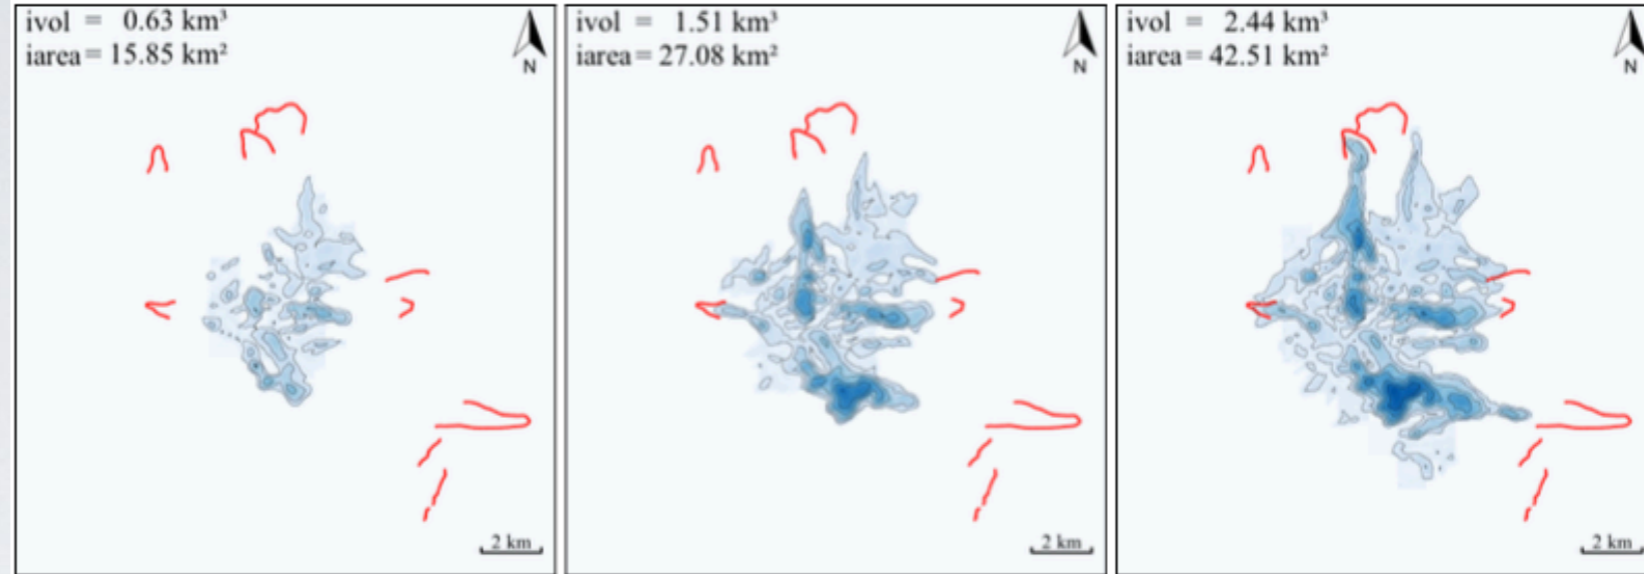 ivol = 0.63 km³
iarea = 15.85 km²
N
2 km
ivol = 1.51 km³
iarea = 27.08 km²
N
2 km
ivol = 2.44 km³
iarea = 42.51 km²
N
2 km